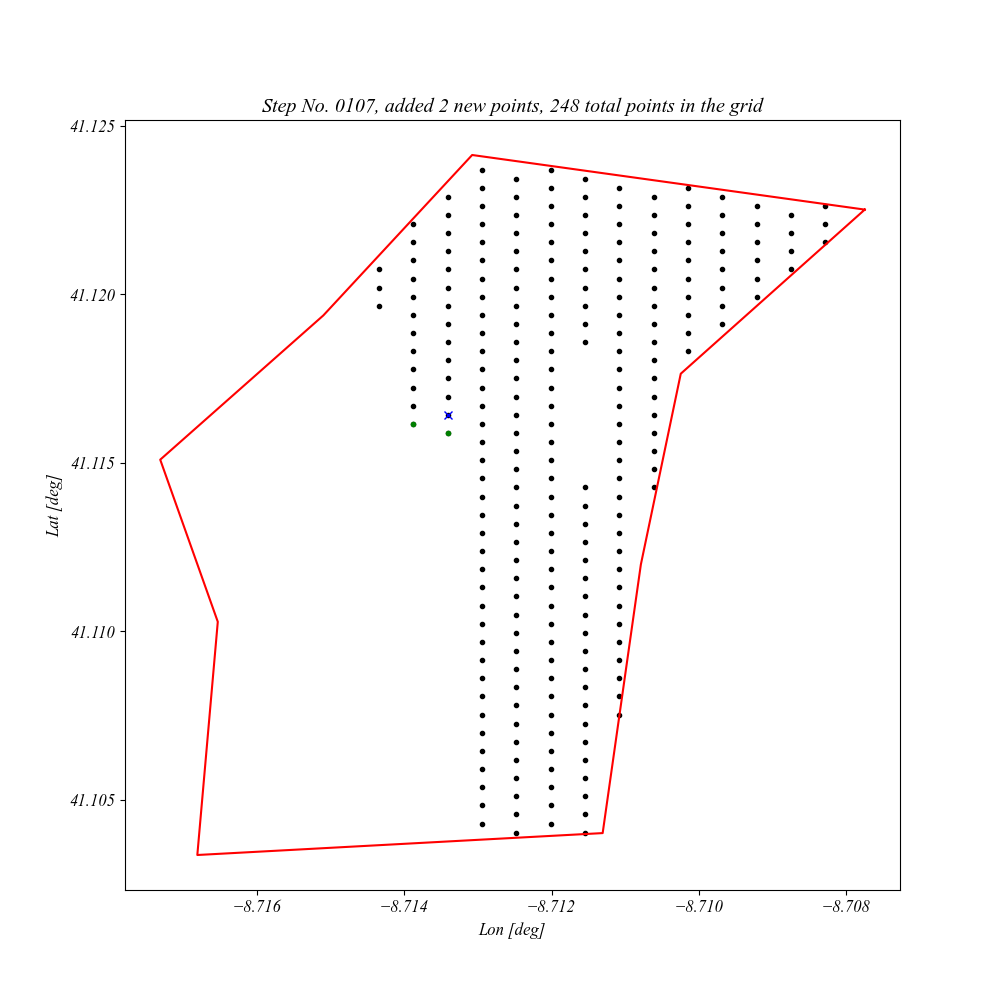 Step No. 0107, added 2 new points, 248 total points in the grid
41.125
41.120
41.115
41.110
41.105
Lat [deg]
−8.716 −8.714 −8.712 −8.710 −8.708
Lon [deg]